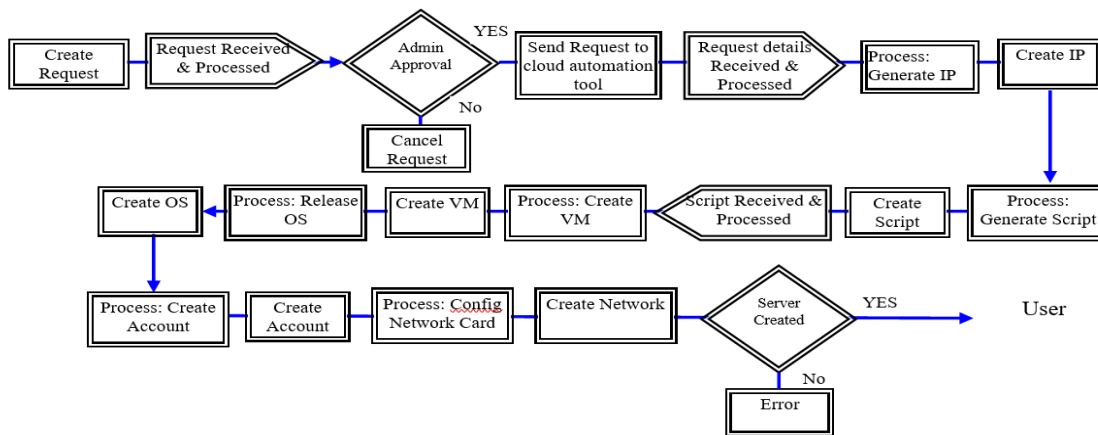 Create
Request
Request Received
& Processed
Admin
Approval
YES
No
Cancel
Request
Send Request to
cloud automation
tool
Request details
Received &
Processed
Process:
Generate IP
Create IP
Create OS
Process: Release
OS
Create VM
Process: Create
VM
Script Received &
Processed
Create
Script
Process:
Generate Script
Process: Create
Account
Create
Account
Process: Config
Network Card
Create Network
Server
Created
YES
User
No
Error